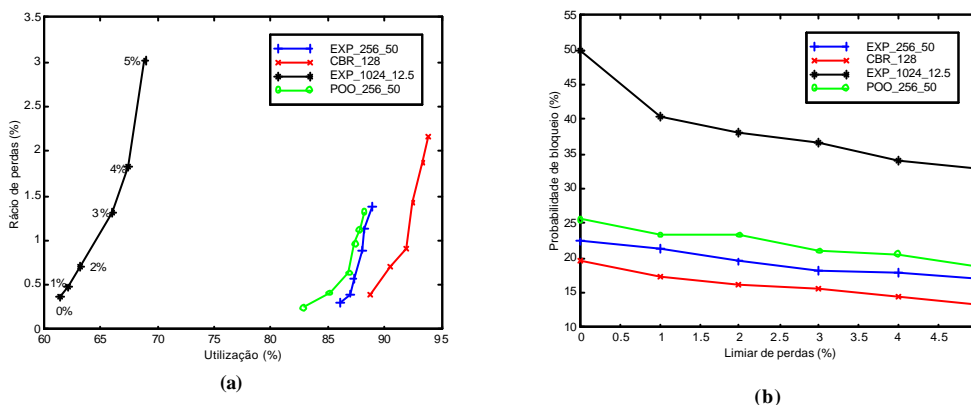 3.5
3
2.5
2
1.5
1
0.5
0
Rácio de perdas (%)
5%
4%
3%
2%
1%
0%
EXP_256_50
CBR_128
EXP_1024_12.5
POO_256_50
60 65 70 75 80 85 90 95
Utilização (%)
(a)
55
50
45
40
35
30
25
20
15
10
Probabilidade de bloqueio (%)
EXP_256_50
CBR_128
EXP_1024_12.5
POO_256_50
0 0.5 1 1.5 2 2.5 3 3.5 4 4.5 5
Limiar de perdas (%)
(b)